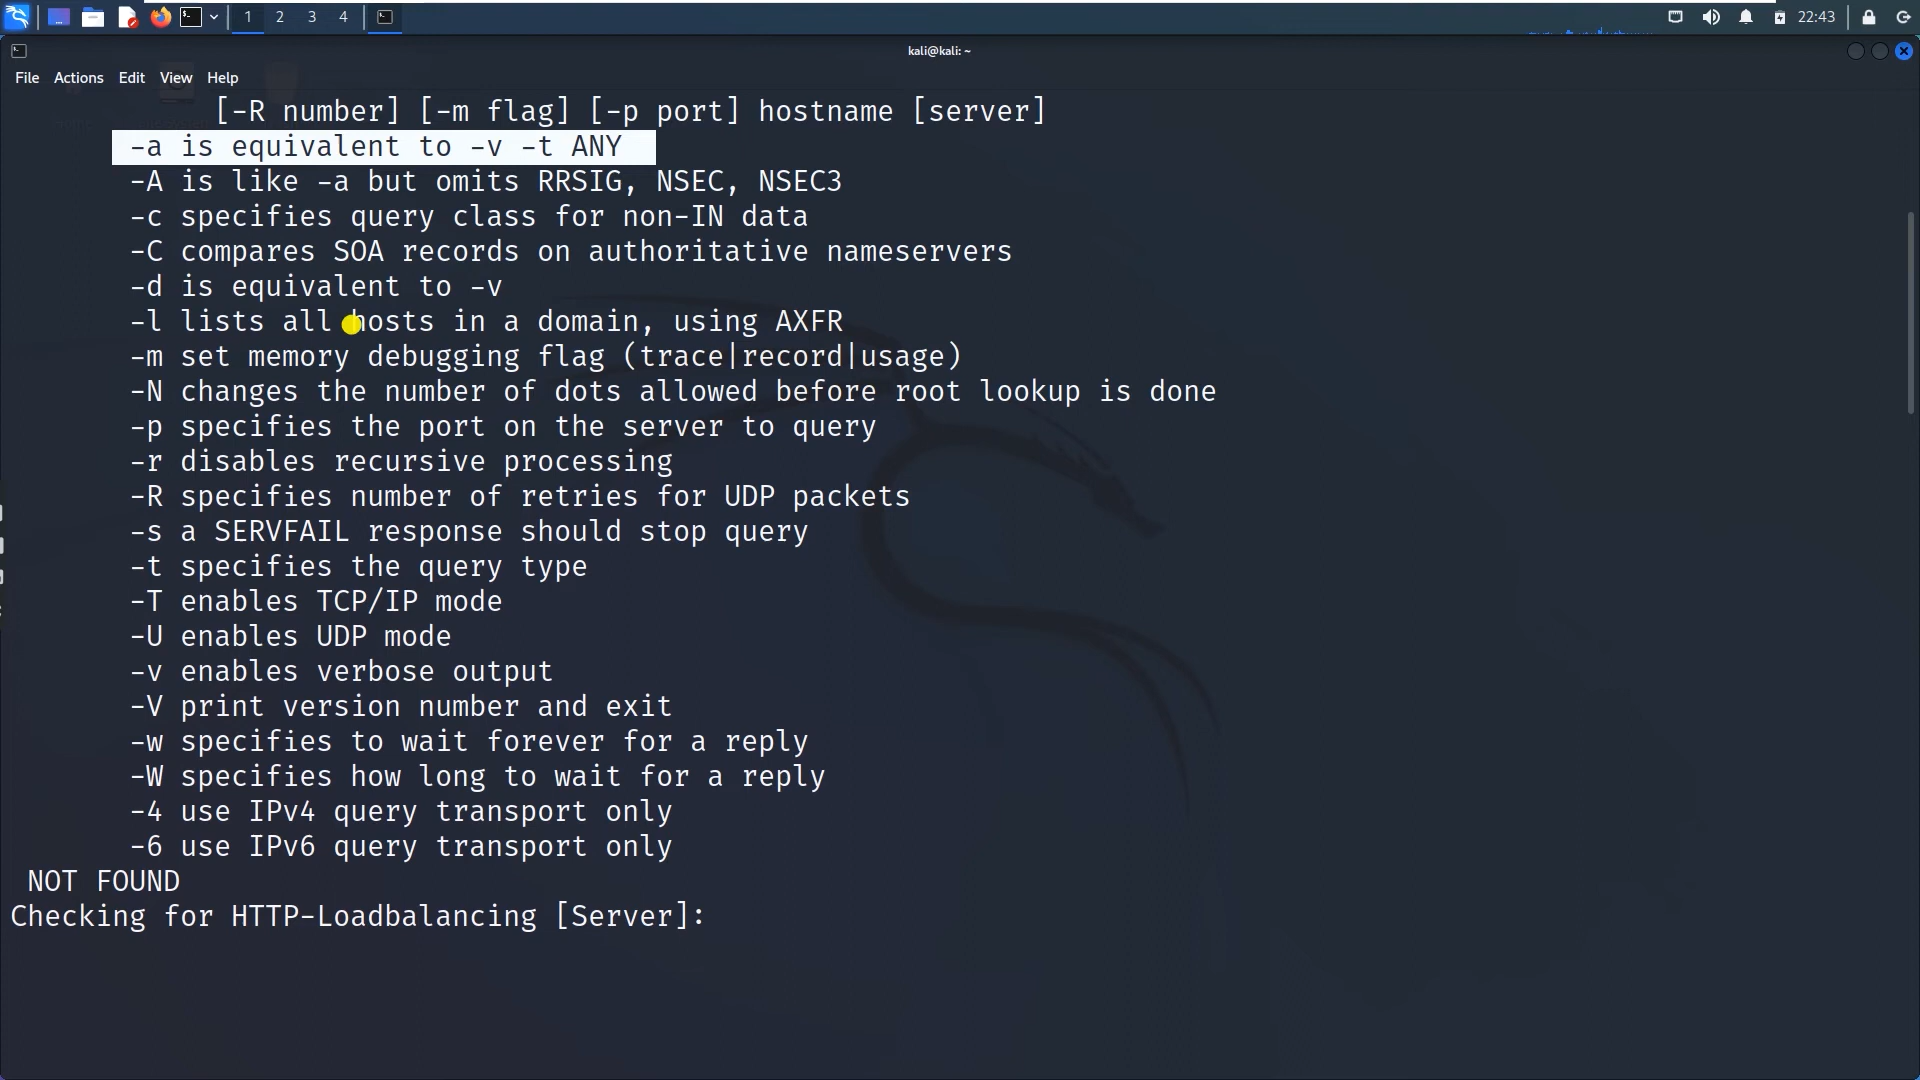 1 2 3 4
22:43
kali@kali: ~
File Actions Edit View Help
[-R number] [-m flag] [-p port] hostname [server]
-a is equivalent to -v -t ANY
-A is like -a but omits RRSIG, NSEC, NSEC3
-c specifies query class for non-IN data
-C compares SOA records on authoritative nameservers
-d is equivalent to -v
-l lists all hosts in a domain, using AXFR
-m set memory debugging flag (trace|record|usage)
-N changes the number of dots allowed before root lookup is done
-p specifies the port on the server to query
-r disables recursive processing
-R specifies number of retries for UDP packets
-s a SERVFAIL response should stop query
-t specifies the query type
-T enables TCP/IP mode
-U enables UDP mode
-v enables verbose output
-V print version number and exit
-w specifies to wait forever for a reply
-W specifies how long to wait for a reply
-4 use IPv4 query transport only
-6 use IPv6 query transport only
NOT FOUND
Checking for HTTP-Loadbalancing [Server]: